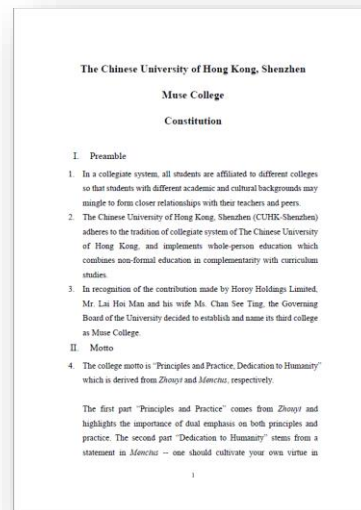 The Chinese University of Hong Kong, Shenzhen
Muse College
Constitution
I. Preamble
1. In a collegiate system, all students are affiliated to different colleges
so that students with different academic and cultural backgrounds may
mingle to form closer relationships with their teachers and peers.
2. The Chinese University of Hong Kong, Shenzhen (CUHK-Shenzhen)
adheres to the tradition of collegiate system of The Chinese University
of Hong Kong, and implements whole-person education which
combines non-formal education in complementarity with curriculum
studies.
3. In recognition of the contribution made by Horoy Holdings Limited,
Mr. Lai Hoi Man and his wife Ms. Chan See Ting, the Governing
Board of the University decided to establish and name its third college
as Muse College.
II. Motto
4. The college motto is “Principles and Practice, Dedication to Humanity”
which is derived from Zhouyi and Mencius, respectively.
The first part “Principles and Practice” comes from Zhouyi and
highlights the importance of dual emphasis on both principles and
practice. The second part “Dedication to Humanity” stems from a
statement in Mencius -- one should cultivate your own virtue in
1